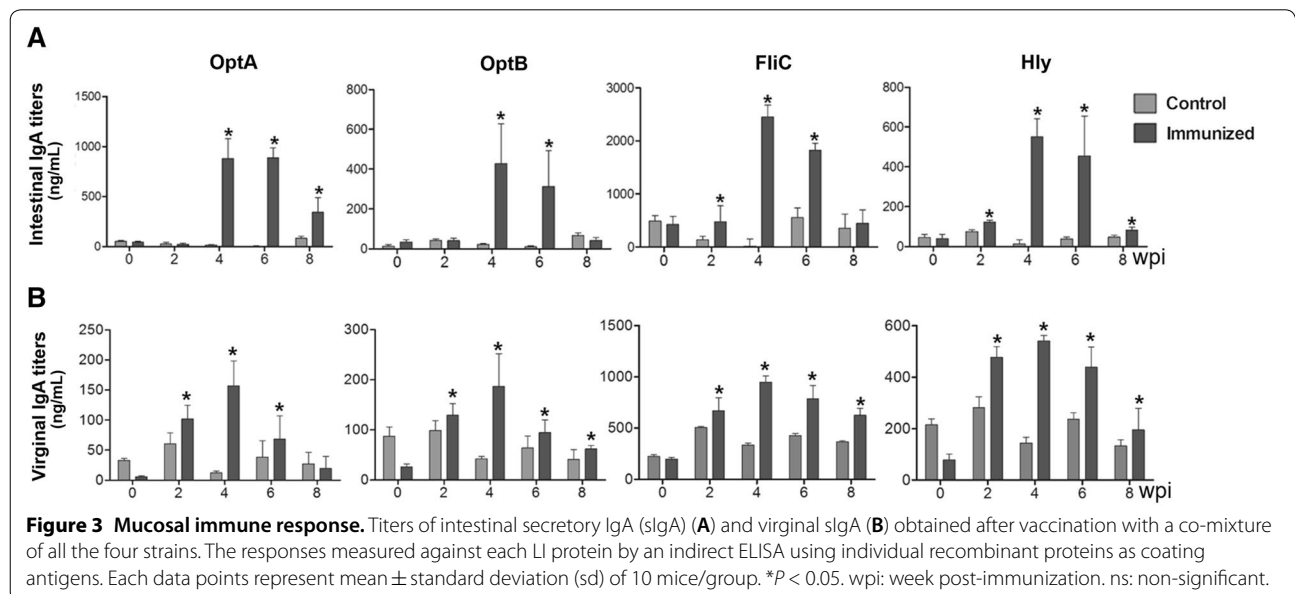 A
OptA OptB FliC Hly
Intestinal IgA titers
(ng/mL)
1500
1000
500
0
0 2 4 6 8
800
600
400
200
0
0 2 4 6 8
3000
2000
1000
0
0 2 4 6 8
800
600
400
200
0
0 2 4 6 8 wpi
* * *
* *
* * *
* * * *
Control
Immunized
B
Virginal IgA titers
(ng/mL)
250
200
150
100
50
0
0 2 4 6 8
300
200
100
0
0 2 4 6 8
1500
1000
500
0
0 2 4 6 8
600
400
200
0
0 2 4 6 8 wpi
* * *
* * * *
* * * *
* * * *
Figure 3 Mucosal immune response. Titers of intestinal secretory IgA (sIgA) (A) and virginal sIgA (B) obtained after vaccination with a co-mixture
of all the four strains. The responses measured against each LI protein by an indirect ELISA using individual recombinant proteins as coating
antigens. Each data points represent mean ± standard deviation (sd) of 10 mice/group. *P < 0.05. wpi: week post-immunization. ns: non-significant.